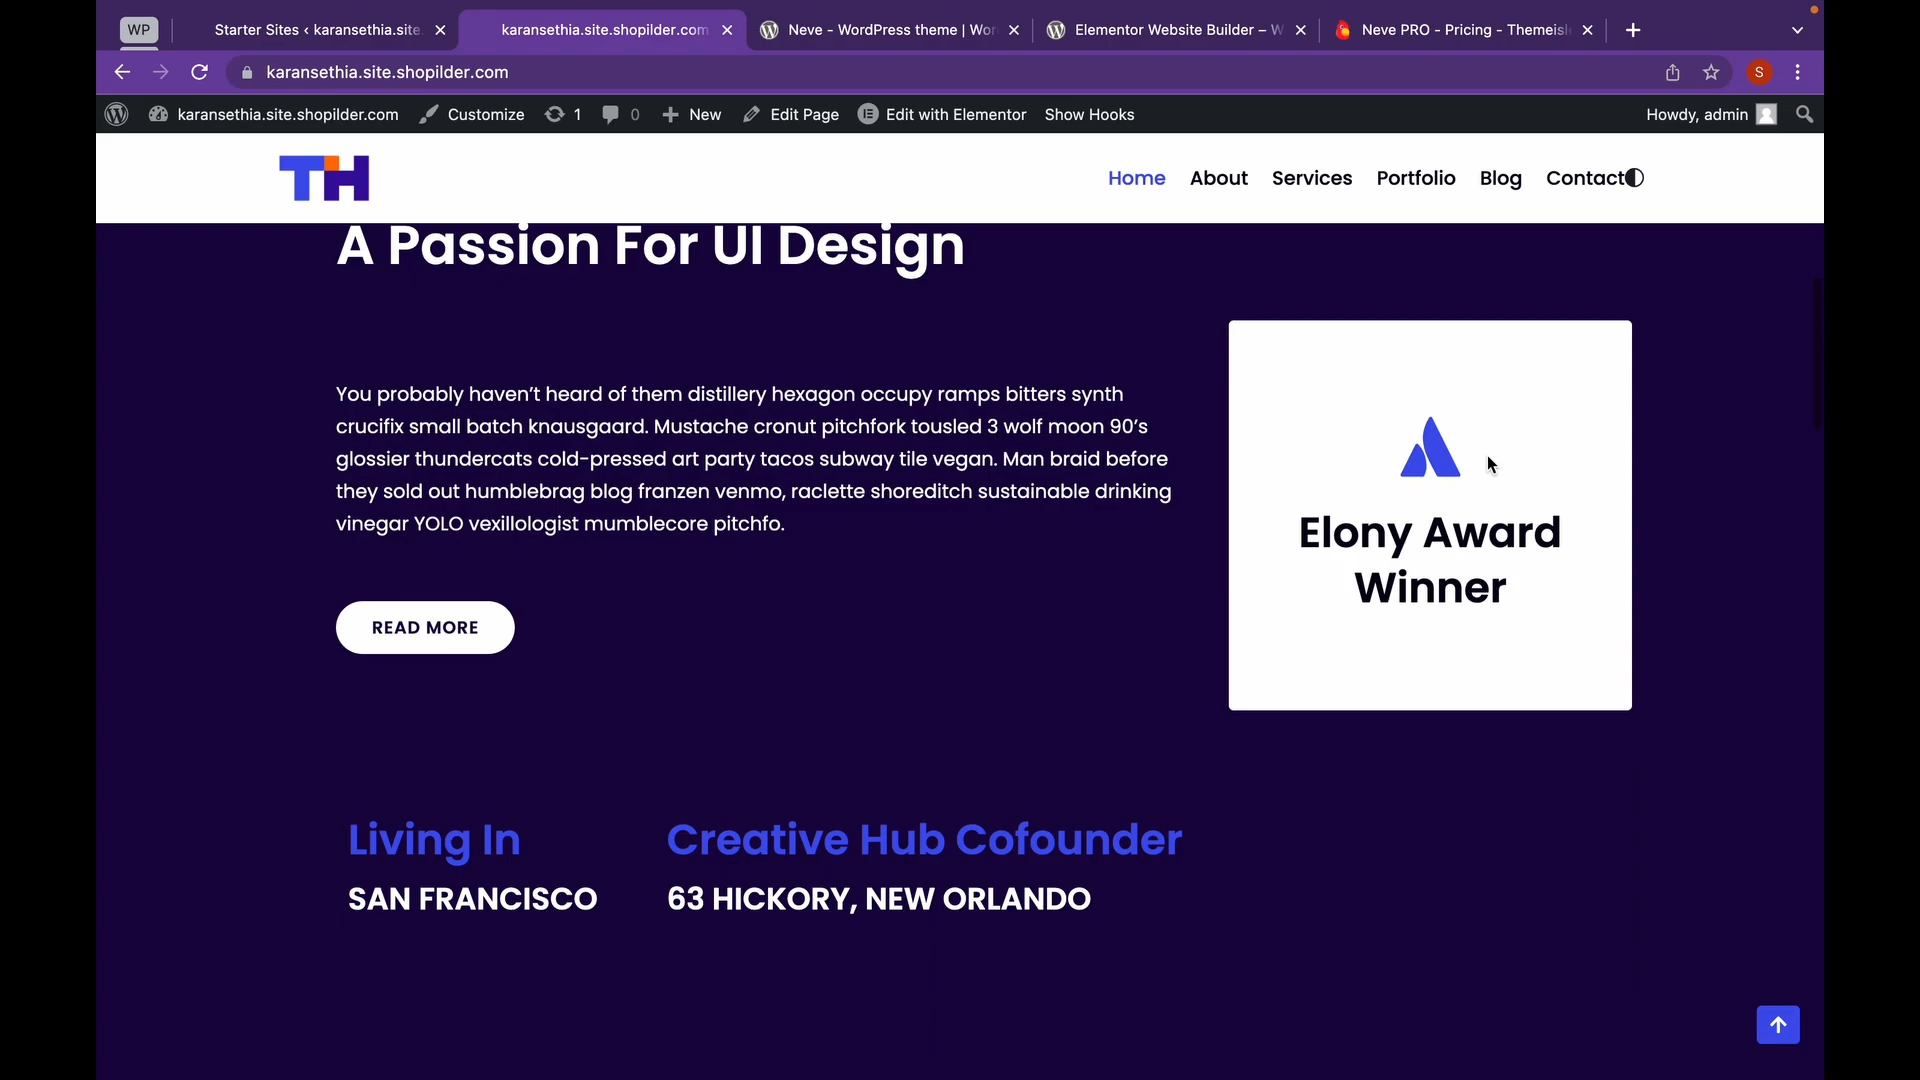 WP
Starter Sites ‹ karansethia.site.
karansethia.site.shopilder.com
Neve - WordPress theme | Wor
Elementor Website Builder – W
Neve PRO - Pricing - Themeisl
karansethia.site.shopilder.com
S
karansethia.site.shopilder.com
Customize
1
0
New
Edit Page
Edit with Elementor
Show Hooks
Howdy, admin
TH
Home
About
Services
Portfolio
Blog
Contact
A Passion For UI Design
You probably haven’t heard of them distillery hexagon occupy ramps bitters synth
crucifix small batch knausgaard. Mustache cronut pitchfork tousled 3 wolf moon 90’s
glossier thundercats cold-pressed art party tacos subway tile vegan. Man braid before
they sold out humblebrag blog franzen venmo, raclette shoreditch sustainable drinking
vinegar YOLO vexillologist mumblecore pitchfo.
READ MORE
Elony Award
Winner
Living In
SAN FRANCISCO
Creative Hub Cofounder
63 HICKORY, NEW ORLANDO